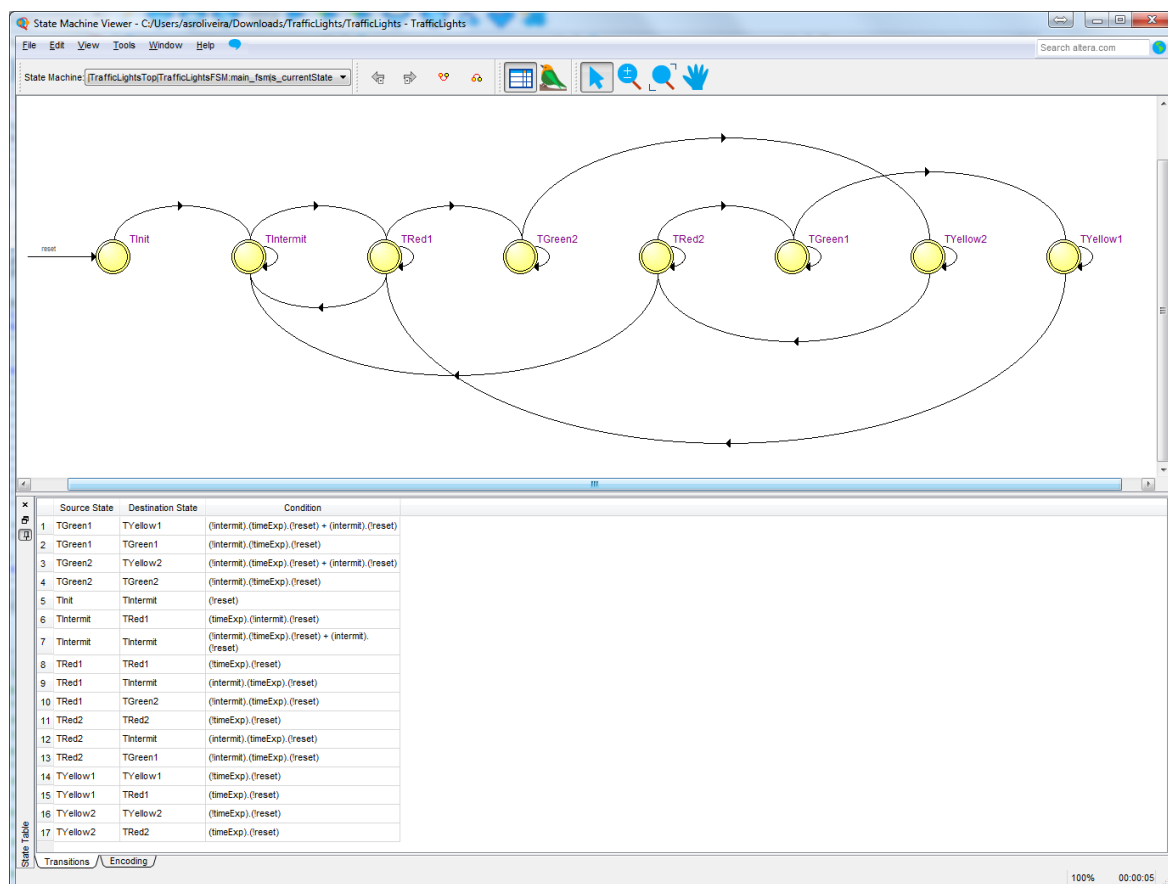 State Machine Viewer - C:/Users/asroliveira/Downloads/TrafficLights/TrafficLights - TrafficLights
File Edit View Tools Window Help
Search altera.com
State Machine: |TrafficLightsTop|TrafficLightsFSM:main_fsm|s_currentState
reset
TInit
TIntermit
TRed1
TGreen2
TRed2
TGreen1
TYellow2
TYellow1
Source State Destination State Condition
1 TGreen1 TYellow1 (!intermit).(timeExp).(!reset) + (intermit).(!reset)
2 TGreen1 TGreen1 (!intermit).(!timeExp).(!reset)
3 TGreen2 TYellow2 (!intermit).(timeExp).(!reset) + (intermit).(!reset)
4 TGreen2 TGreen2 (!intermit).(!timeExp).(!reset)
5 TInit TIntermit (!reset)
6 TIntermit TRed1 (timeExp).(!intermit).(!reset)
7 TIntermit TIntermit (!intermit).(!timeExp).(!reset) + (intermit).
(!reset)
8 TRed1 TRed1 (!timeExp).(!reset)
9 TRed1 TIntermit (intermit).(timeExp).(!reset)
10 TRed1 TGreen2 (!intermit).(timeExp).(!reset)
11 TRed2 TRed2 (!timeExp).(!reset)
12 TRed2 TIntermit (intermit).(timeExp).(!reset)
13 TRed2 TGreen1 (!intermit).(timeExp).(!reset)
14 TYellow1 TYellow1 (!timeExp).(!reset)
15 TYellow1 TRed1 (timeExp).(!reset)
16 TYellow2 TYellow2 (!timeExp).(!reset)
17 TYellow2 TRed2 (timeExp).(!reset)
State Table
Transitions Encoding
100% 00:00:05